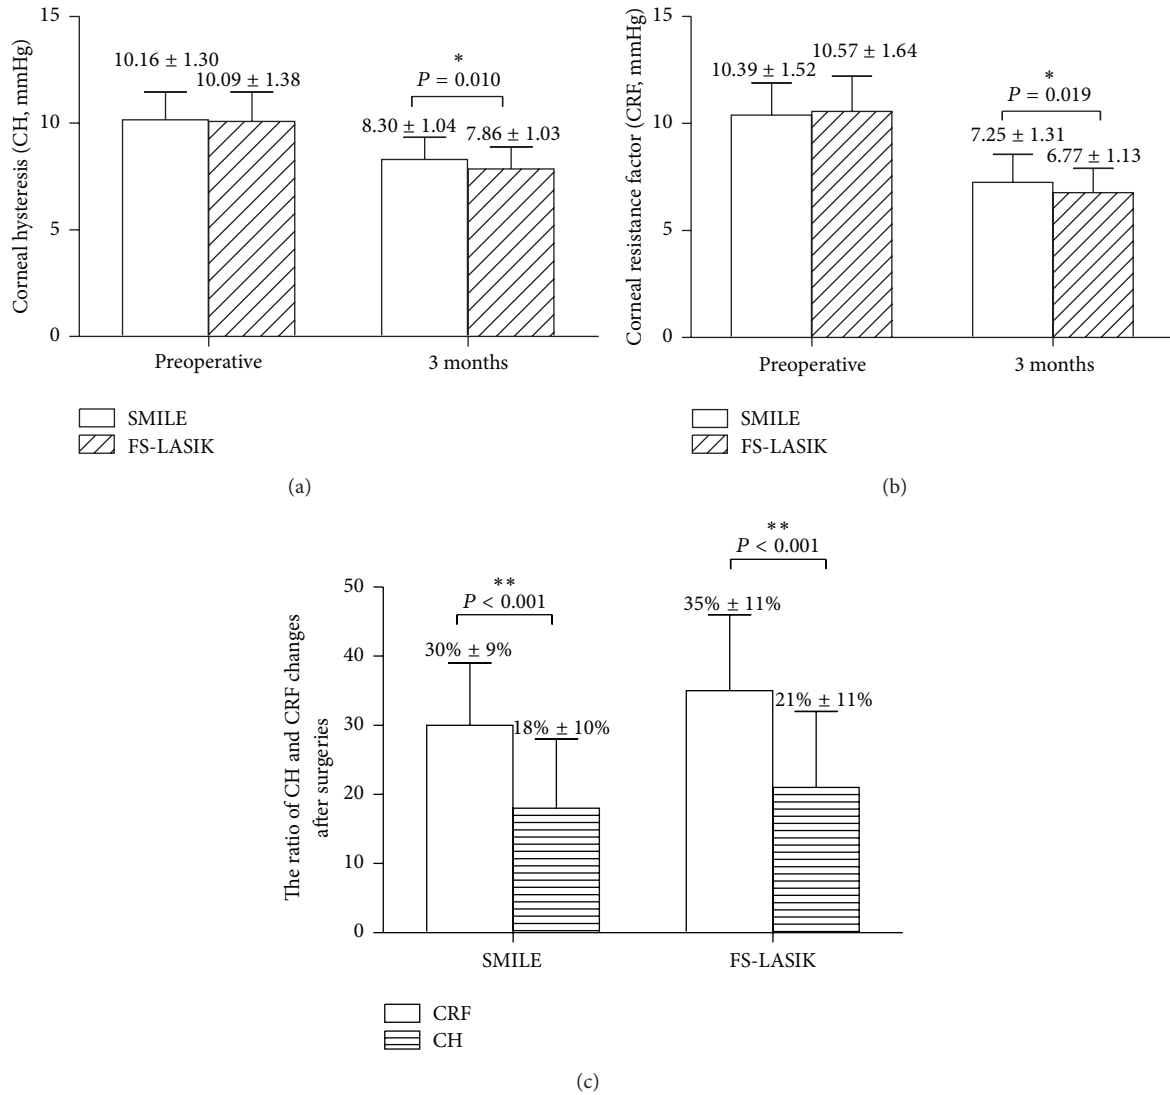 15
10
5
0
Corneal hysteresis (CH, mmHg)
10.16 ± 1.30
10.09 ± 1.38
*
P = 0.010
8.30 ± 1.04
7.86 ± 1.03
Preoperative
3 months
SMILE
FS-LASIK
(a)
15
10
5
0
Corneal resistance factor (CRF, mmHg)
10.39 ± 1.52
10.57 ± 1.64
*
P = 0.019
7.25 ± 1.31
6.77 ± 1.13
Preoperative
3 months
SMILE
FS-LASIK
(b)
50
40
30
20
10
0
The ratio of CH and CRF changes
after surgeries
**
P < 0.001
30% ± 9%
18% ± 10%
**
P < 0.001
35% ± 11%
21% ± 11%
SMILE
FS-LASIK
CRF
CH
(c)